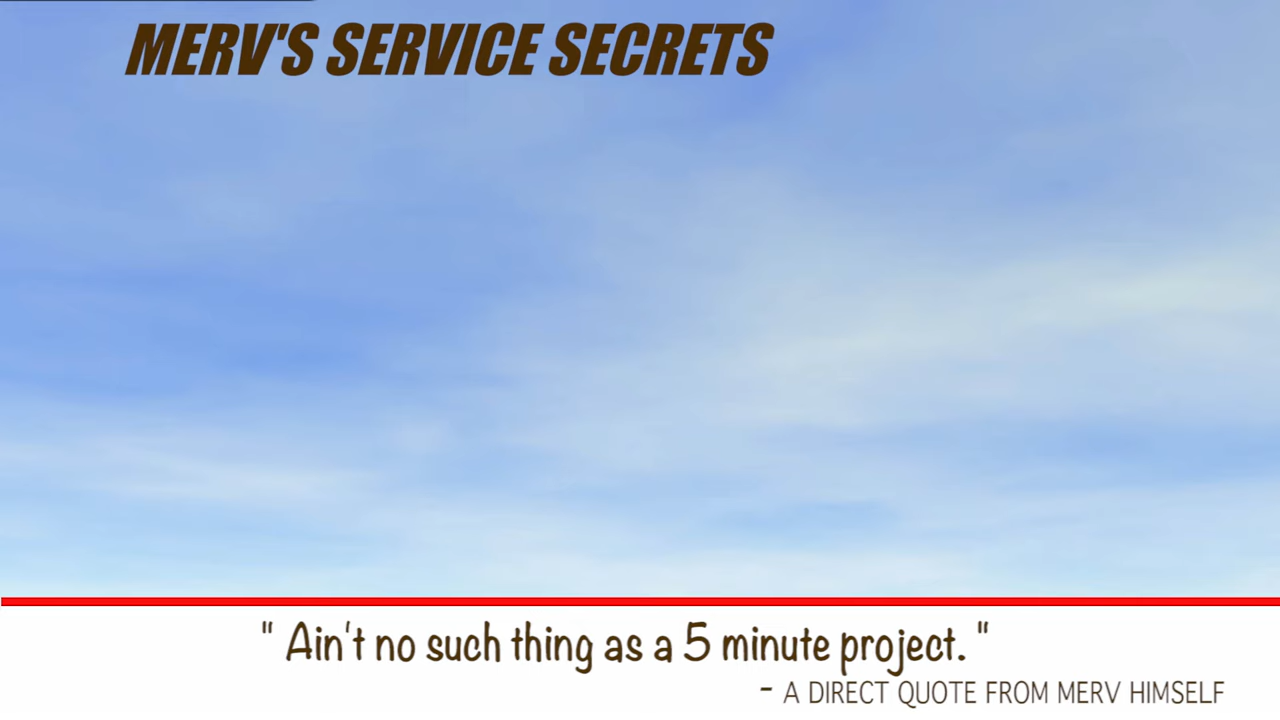 MERV'S SERVICE SECRETS
" Ain't no such thing as a 5 minute project. "
- A DIRECT QUOTE FROM MERV HIMSELF